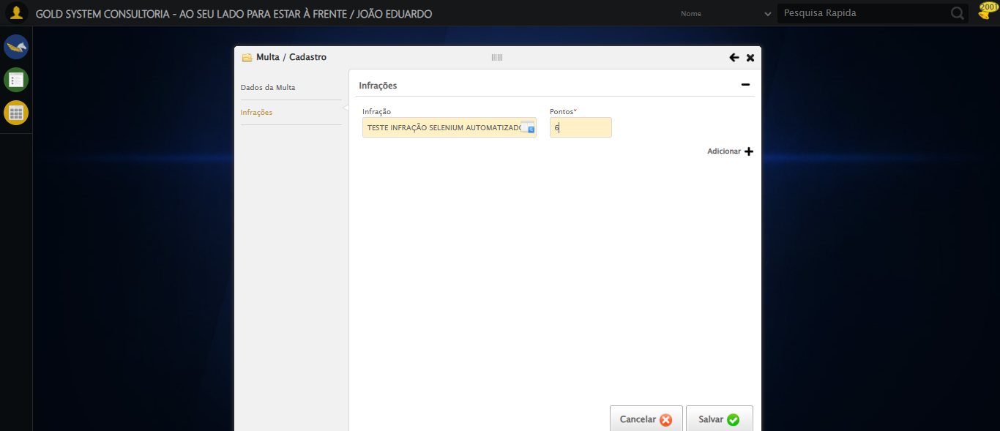 GOLD SYSTEM CONSULTORIA - AO SEU LADO PARA ESTAR À FRENTE / JOÃO EDUARDO
Nome
Pesquisa Rapida
2001
Multa / Cadastro
Dados da Multa
Infrações
Infrações
Infração
Pontos*
TESTE INFRAÇÃO SELENIUM AUTOMATIZADO
6
Adicionar
Cancelar
Salvar